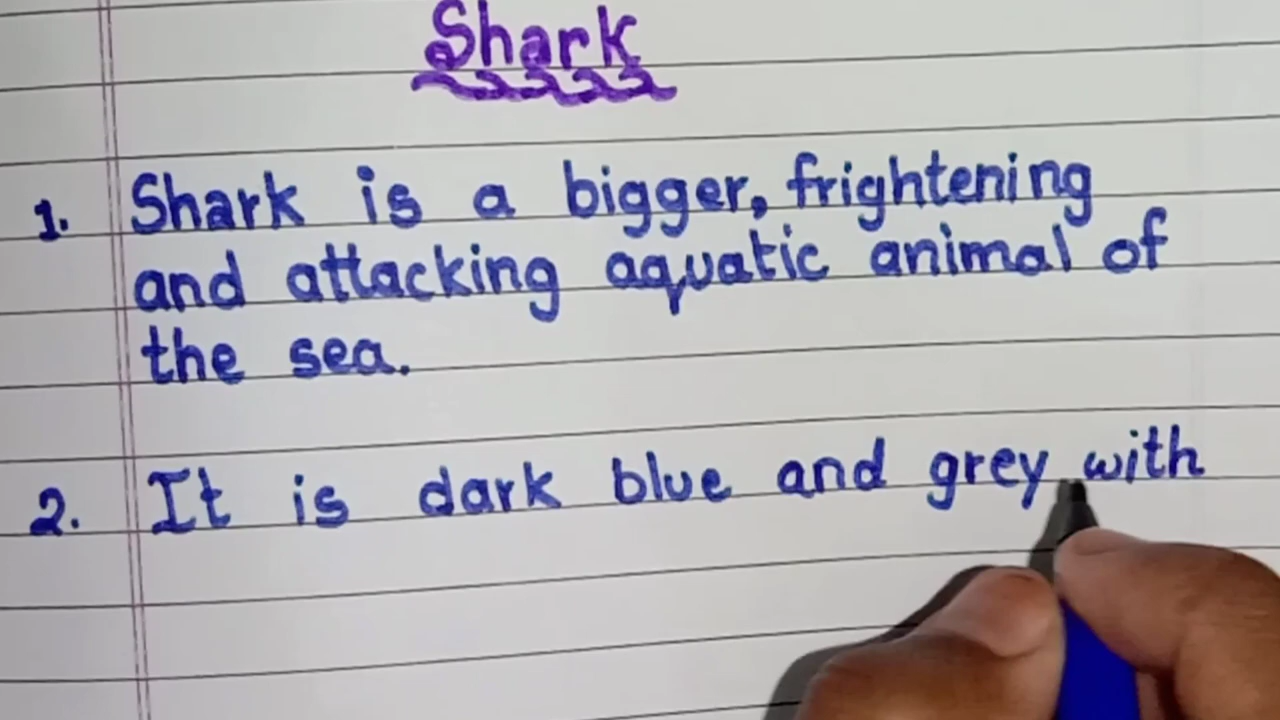 Shark
1. Shark is a bigger, frightening
and attacking aquatic animal of
the sea.
2. It is dark blue and grey with